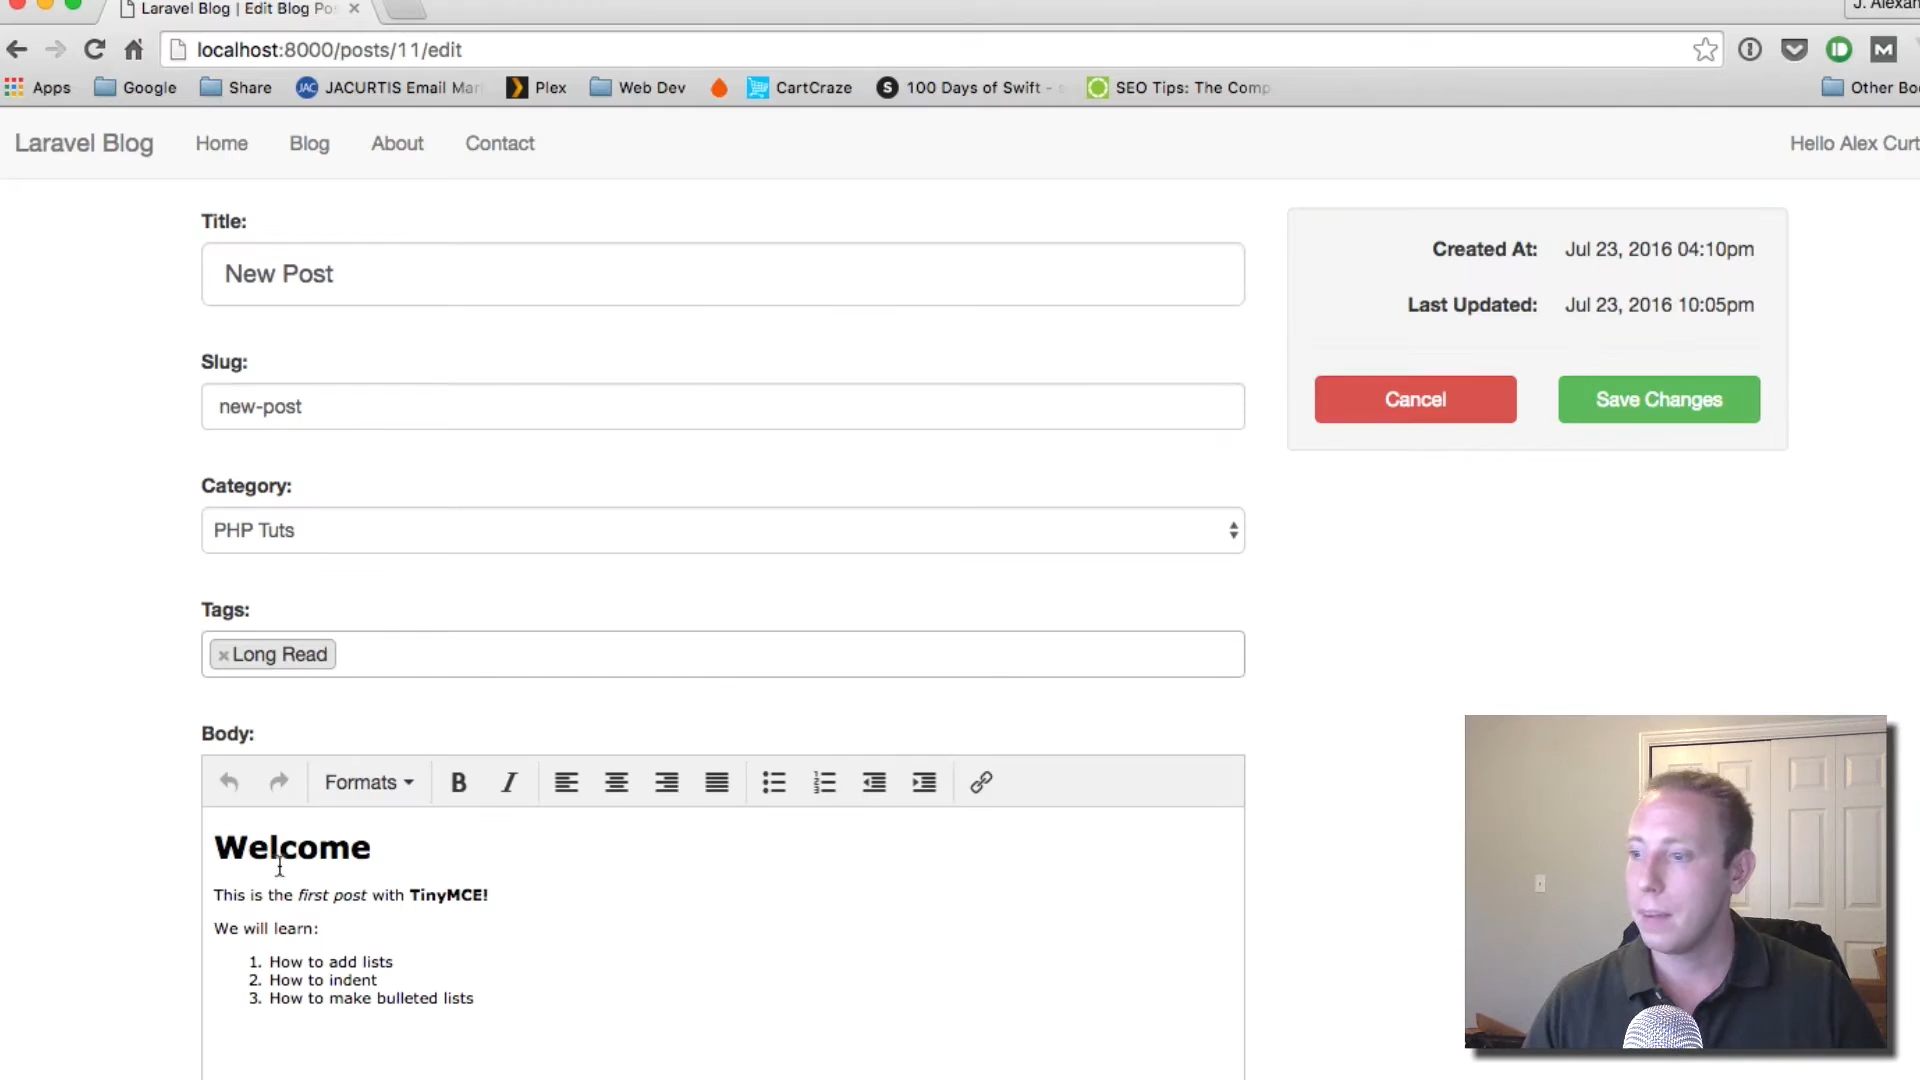 Laravel Blog | Edit Blog Po
J. Alexan
localhost:8000/posts/11/edit
Apps Google Share JAC JACURTIS Email Mar Plex Web Dev CartCraze S 100 Days of Swift - SEO Tips: The Comp Other Boo
Laravel Blog Home Blog About Contact Hello Alex Curt
Title:
New Post
Created At: Jul 23, 2016 04:10pm
Last Updated: Jul 23, 2016 10:05pm
Cancel Save Changes
Slug:
new-post
Category:
PHP Tuts
Tags:
×Long Read
Body:
Formats B I
Welcome
This is the first post with TinyMCE!
We will learn:
1. How to add lists
2. How to indent
3. How to make bulleted lists